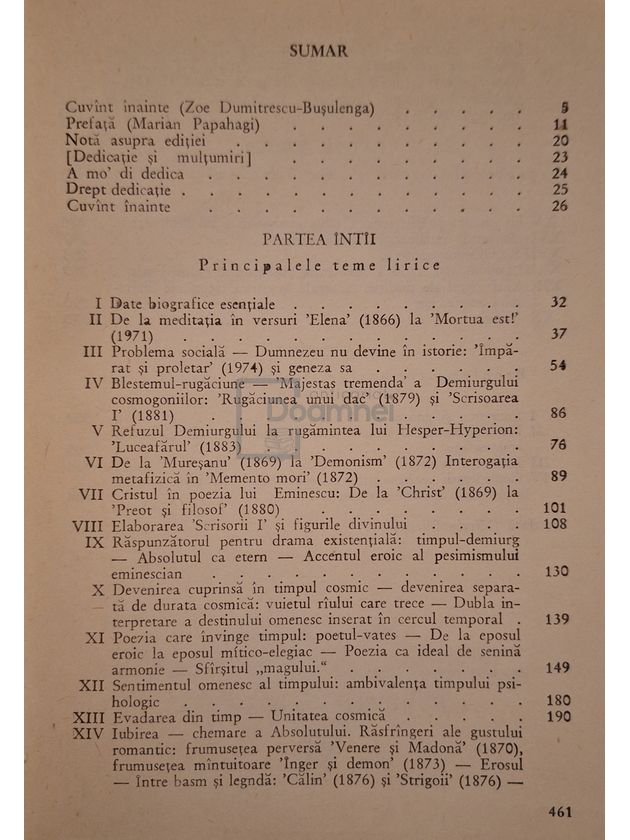 SUMAR
Cuvînt înainte (Zoe Dumitrescu-Bușulenga) . . . . . 5
Prefață (Marian Papahagi) . . . . . . . . 11
Notă asupra ediției . . . . . . . . . 20
[Dedicație și mulțumiri] . . . . . . . . 23
A mo' di dedica . . . . . . . . . . 24
Drept dedicație . . . . . . . . . . . 25
Cuvînt înainte . . . . . . . . . . 26
PARTEA ÎNTÎI
Principalele teme lirice
I Date biografice esențiale . . . . . . . . 32
II De la meditația în versuri 'Elena' (1866) la 'Mortua est!'
(1971) . . . . . . . . . . . . 37
III Problema socială — Dumnezeu nu devine în istorie: 'Împă-
rat și proletar' (1974) și geneza sa . . . . . . 54
IV Blestemul-rugăciune — 'Majestas tremenda' a Demiurgului
cosmogoniilor: 'Rugăciunea unui dac' (1879) și 'Scrisoarea
I' (1881) . . . . . . . . . . . 86
V Refuzul Demiurgului la rugămintea lui Hesper-Hyperion:
'Luceafărul' (1883) . . . . . . . . . 76
VI De la 'Mureșanu' (1869) la 'Demonism' (1872) Interogația
metafizică în 'Memento mori' (1872) . . . . . . 89
VII Cristul în poezia lui Eminescu: De la 'Christ' (1869) la
'Preot și filosof' (1880) . . . . . . . 101
VIII Elaborarea 'Scrisorii I' și figurile divinului . . . . 108
IX Răspunzătorul pentru drama existențială: timpul-demiurg
— Absolutul ca etern — Accentul eroic al pesimismului
eminescian . . . . . . . . . . . 130
X Devenirea cuprinsă în timpul cosmic — devenirea separa-
tă de durata cosmică: vuietul rîului care trece — Dubla in-
terpretare a destinului omenesc inserat în cercul temporal . 139
XI Poezia care învinge timpul: poetul-vates — De la eposul
eroic la eposul mitico-elegiac — Poezia ca ideal de senină
armonie — Sfîrșitul „magului.“ . . . . . . . 149
XII Sentimentul omenesc al timpului: ambivalența timpului psi-
hologic . . . . . . . . . . . . 180
XIII Evadarea din timp — Unitatea cosmică . . . . . 190
XIV Iubirea — chemare a Absolutului. Răsfrîngeri ale gustului
romantic: frumusețea perversă 'Venere și Madonă' (1870),
frumusețea mîntuitoare 'Înger și demon' (1873) — Erosul
— Între basm și legndă: 'Călin' (1876) și 'Strigoii' (1876) —
461
Doamnei